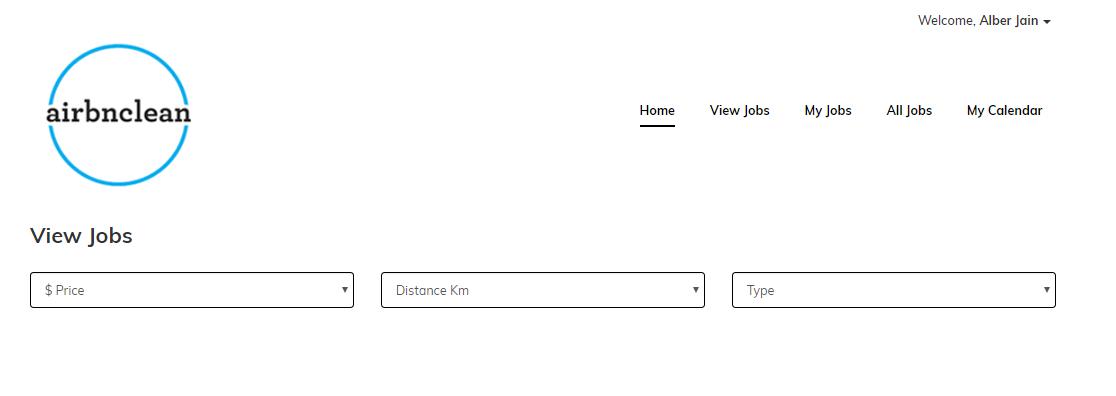 Welcome, Alber Jain
airbnclean
Home View Jobs My Jobs All Jobs My Calendar
View Jobs
$ Price Distance Km Type